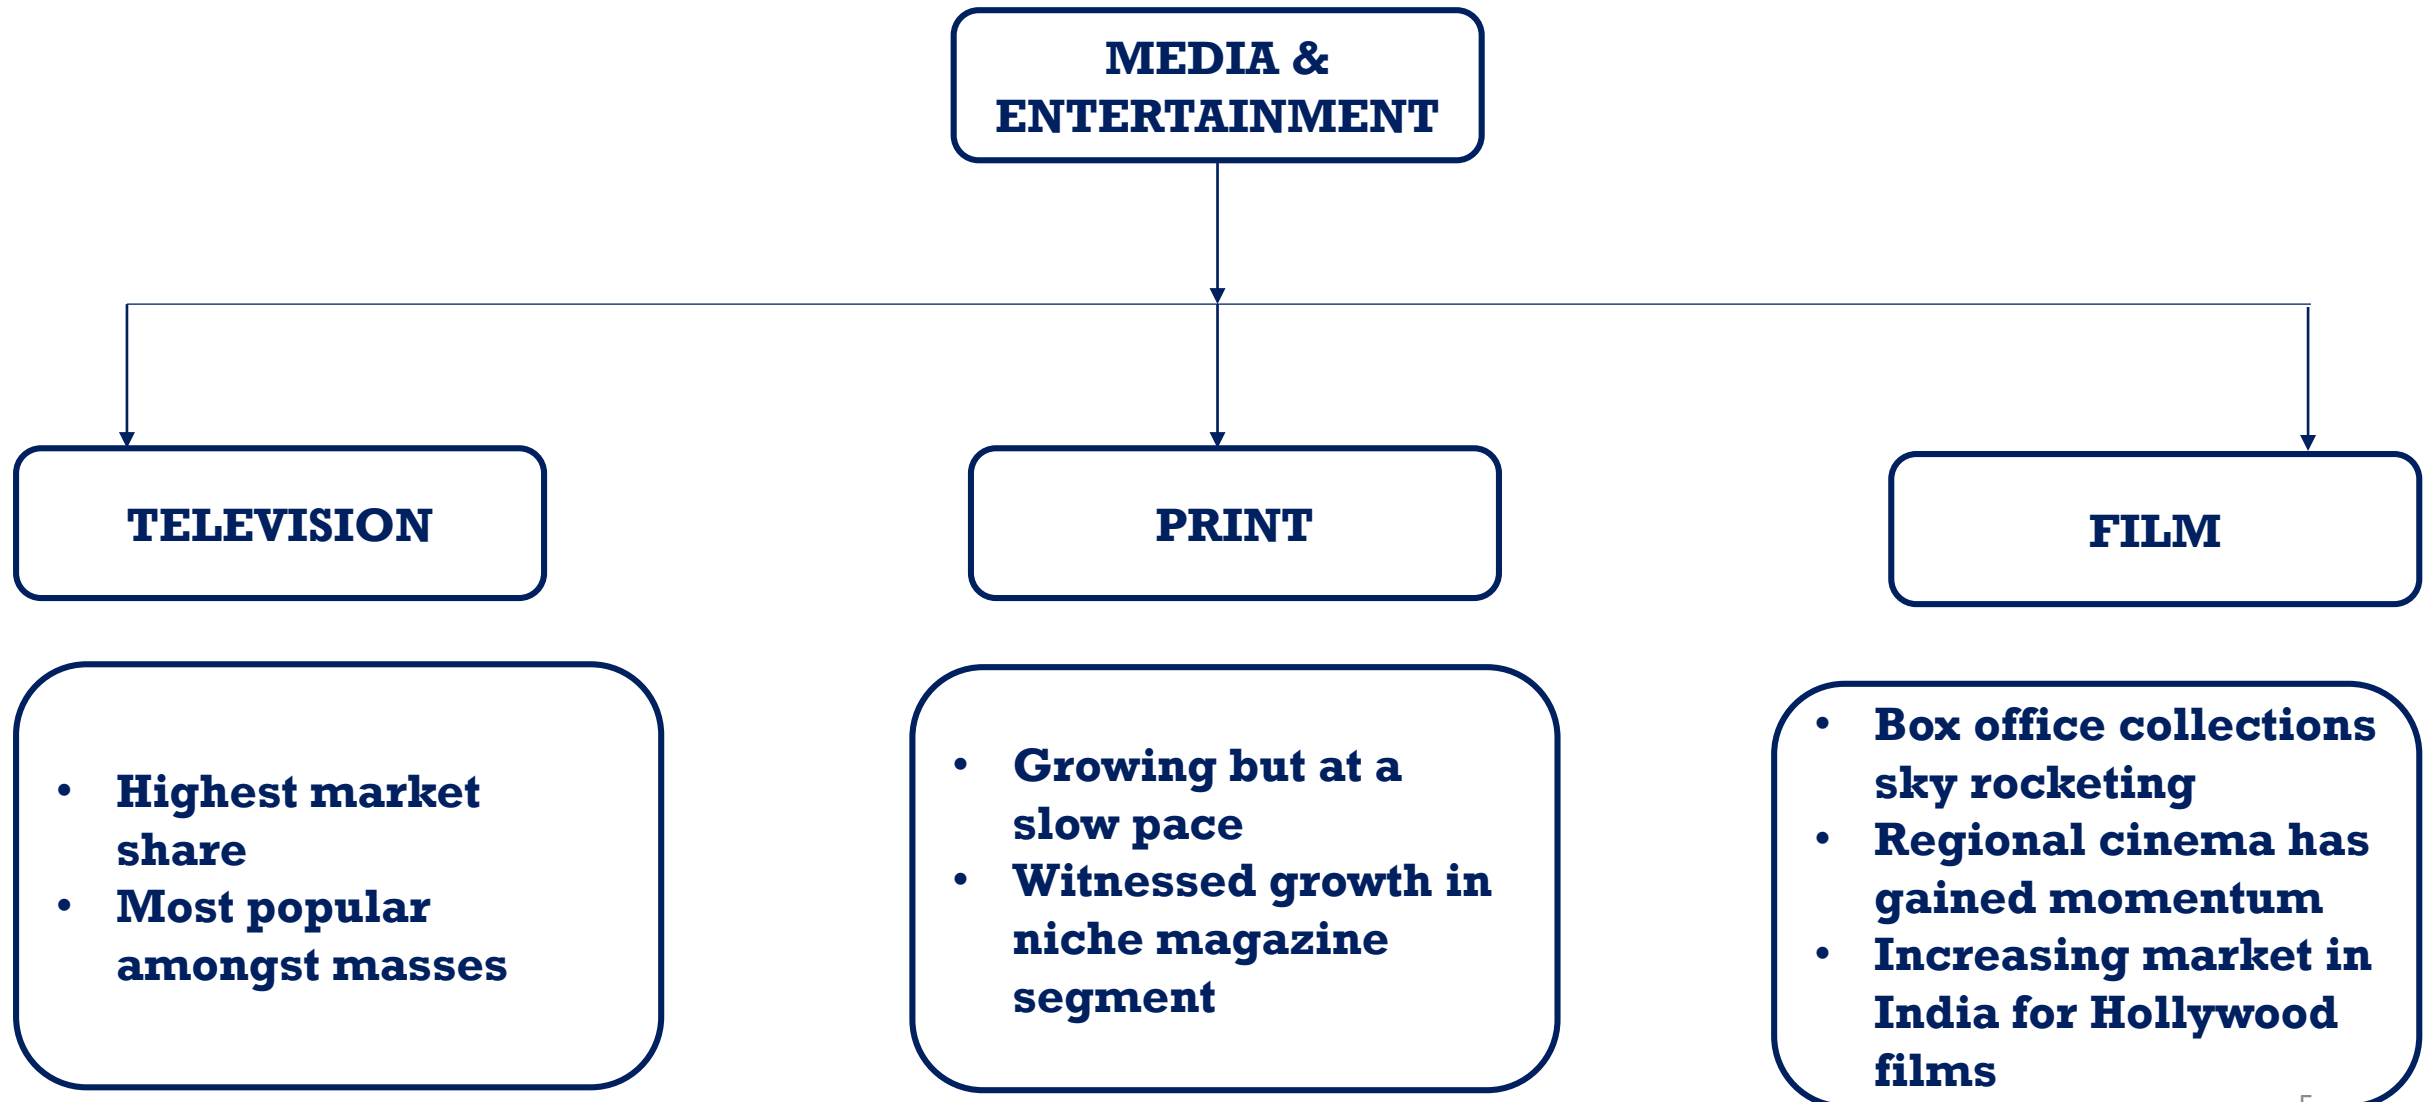 MEDIA &
ENTERTAINMENT
TELEVISION
PRINT
FILM
• Highest market
share
• Most popular
amongst masses
• Growing but at a
slow pace
• Witnessed growth in
niche magazine
segment
• Box office collections
sky rocketing
• Regional cinema has
gained momentum
• Increasing market in
India for Hollywood
films